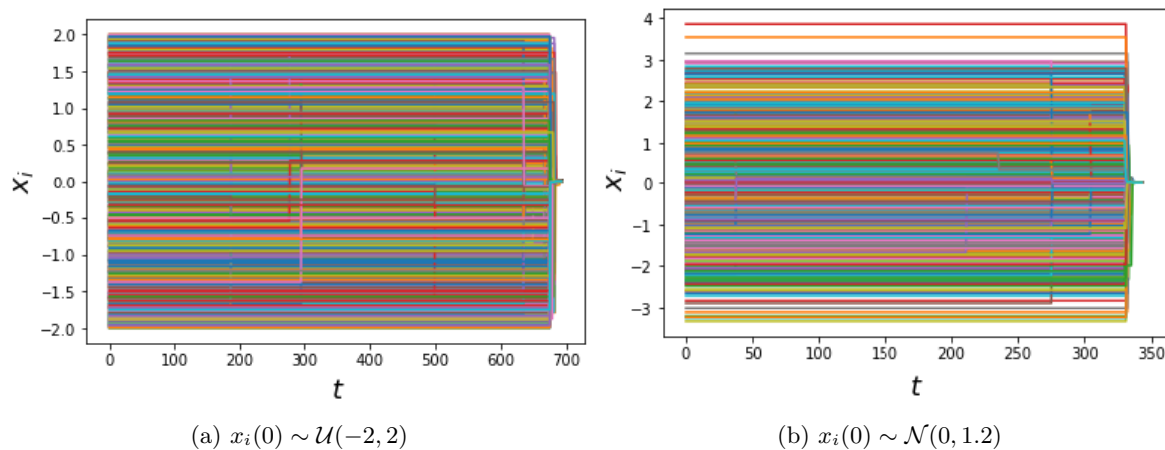 2.0
1.5
1.0
0.5
0.0
−0.5
−1.0
−1.5
−2.0
x_i
0 100 200 300 400 500 600 700
t
(a) x_i(0) ∼ 𝒰(−2, 2)
4
3
2
1
0
−1
−2
−3
x_i
0 50 100 150 200 250 300 350
t
(b) x_i(0) ∼ 𝒩(0, 1.2)